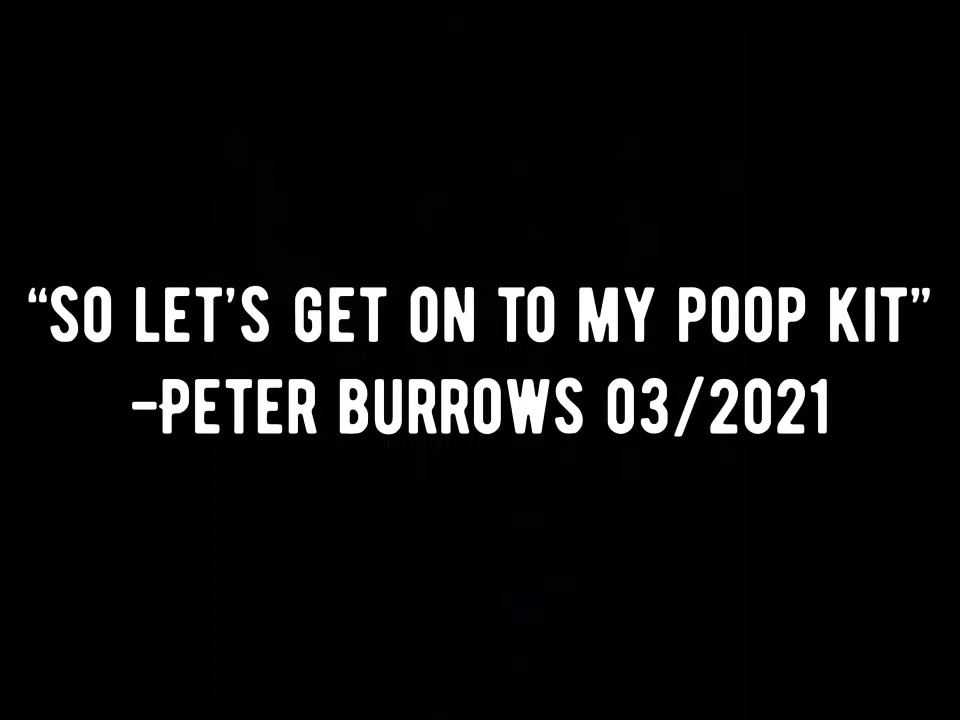 “SO LET’S GET ON TO MY POOP KIT”
-PETER BURROWS 03/2021